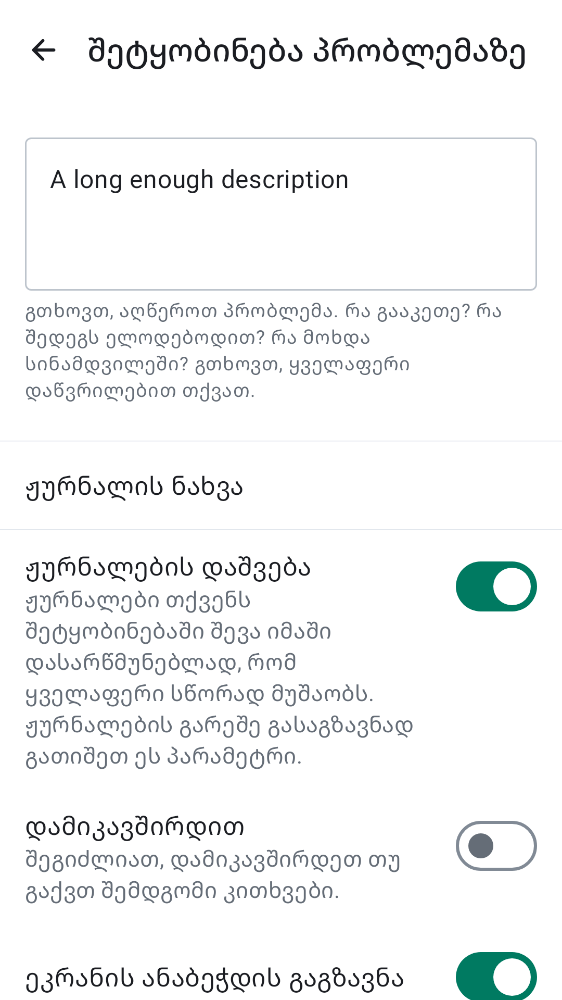 შეტყობინება პრობლემაზე
A long enough description
გთხოვთ, აღწეროთ პრობლემა. რა გააკეთე? რა
შედეგს ელოდებოდით? რა მოხდა
სინამდვილეში? გთხოვთ, ყველაფერი
დაწვრილებით თქვათ.
ჟურნალის ნახვა
ჟურნალების დაშვება
ჟურნალები თქვენს
შეტყობინებაში შევა იმაში
დასარწმუნებლად, რომ
ყველაფერი სწორად მუშაობს.
ჟურნალების გარეშე გასაგზავნად
გათიშეთ ეს პარამეტრი.
დამიკავშირდით
შეგიძლიათ, დამიკავშირდეთ თუ
გაქვთ შემდგომი კითხვები.
ეკრანის ანაბეჭდის გაგზავნა